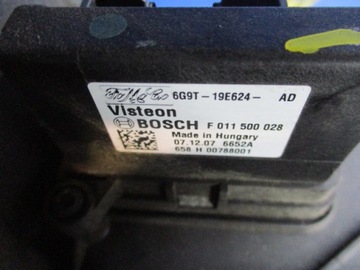 6G9T-19E624- AD
Visteon
BOSCH F 011 500 028
Made in Hungary
07.12.07 6652A
658 H 00788001